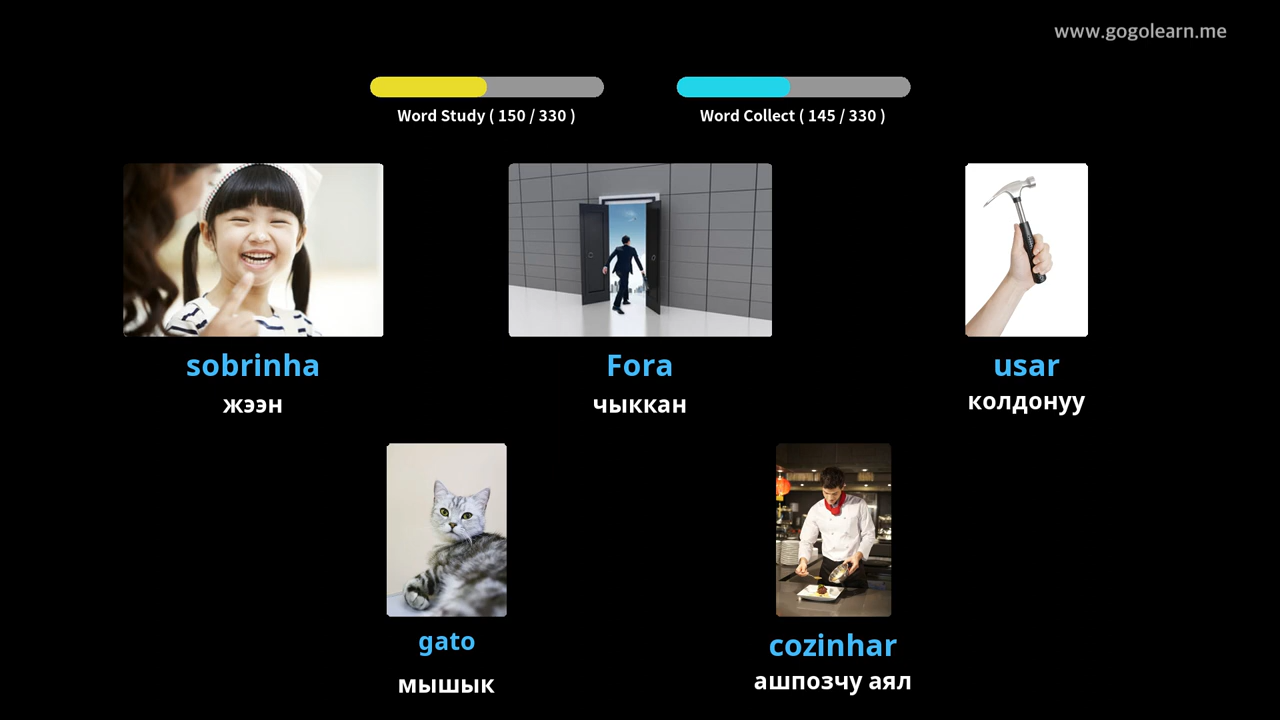 www.gogolearn.me
Word Study ( 150 / 330 )
Word Collect ( 145 / 330 )
sobrinha
жээн
Fora
чыккан
usar
колдонуу
gato
мышык
cozinhar
ашпозчу аял